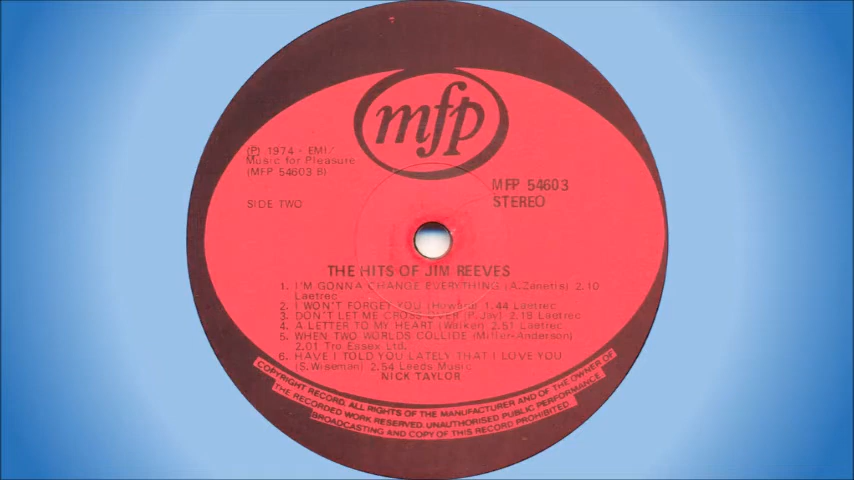 mfp
(P) 1974 - EMI/
Music for Pleasure
(MFP 54603 B)
MFP 54603
STEREO
SIDE TWO
THE HITS OF JIM REEVES
1. I'M GONNA CHANGE EVERYTHING (A. Zanetis) 2.10
Laetrec
2. I WON'T FORGET YOU (Howard) 1.44 Laetrec
3. DON'T LET ME CROSS OVER (P. Jay) 2.18 Laetrec
4. A LETTER TO MY HEART (Wilken) 2.51 Laetrec.
5. WHEN TWO WORLDS COLLIDE (Miller-Anderson)
2.01 Tro Essex Ltd.
6. HAVE I TOLD YOU LATELY THAT I LOVE YOU
(S. Wiseman) 2.54 Leeds Music
NICK TAYLOR
COPYRIGHT RECORD. ALL RIGHTS OF THE MANUFACTURER AND OF THE OWNER OF
THE RECORDED WORK RESERVED. UNAUTHORISED PUBLIC PERFORMANCE
BROADCASTING AND COPY OF THIS RECORD PROHIBITED.